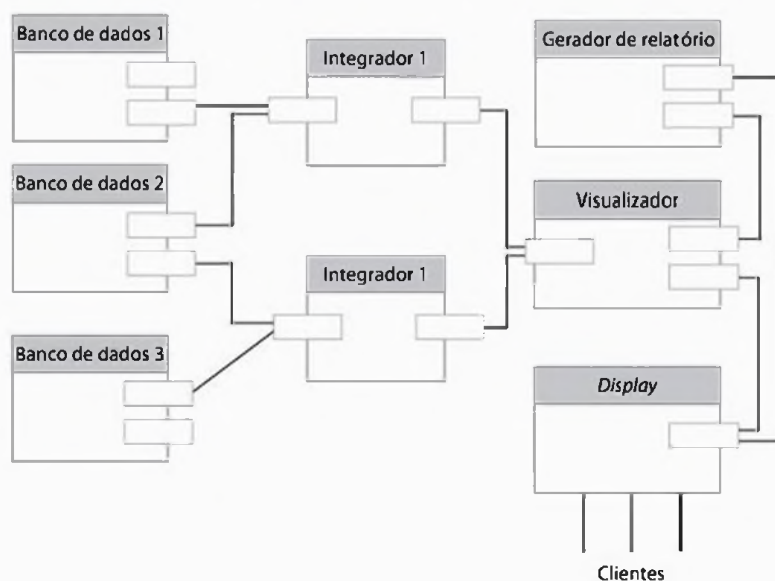 Banco de dados 1
Integrador 1
Gerador de relatório
Banco de dados 2
Visualizador
Integrador 1
Banco de dados 3
Display
Clientes